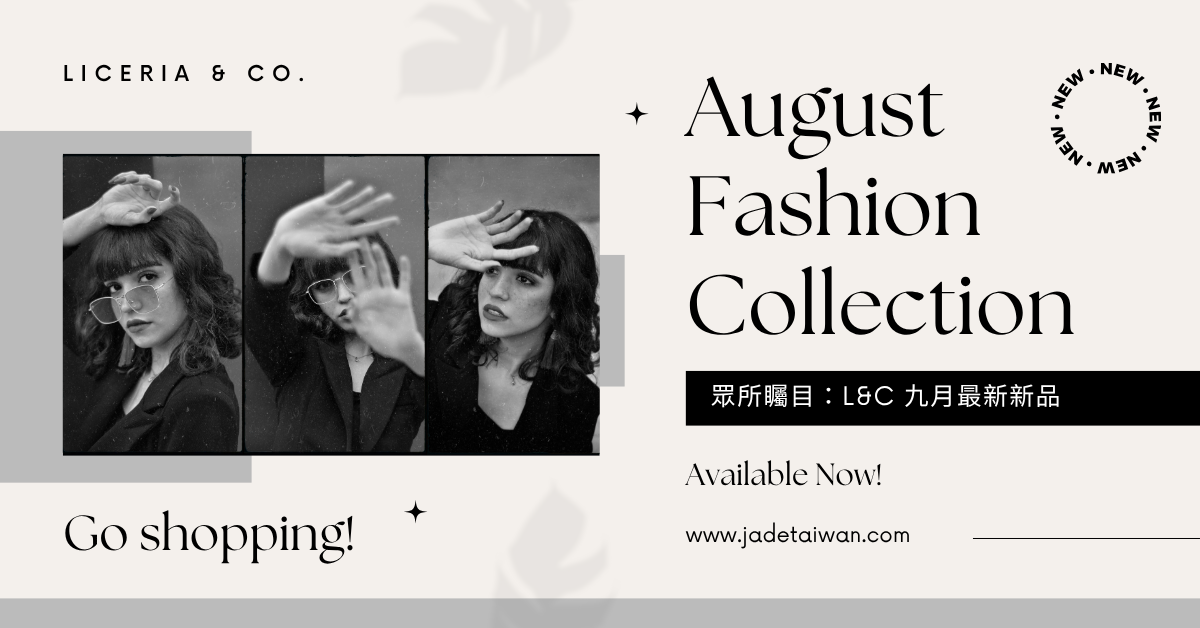 LICERIA & CO.
Go shopping!
August
Fashion
Collection
NEW • NEW • NEW • NEW • NEW • NEW •
眾所矚目：L&C 九月最新新品
Available Now!
www.jadetaiwan.com